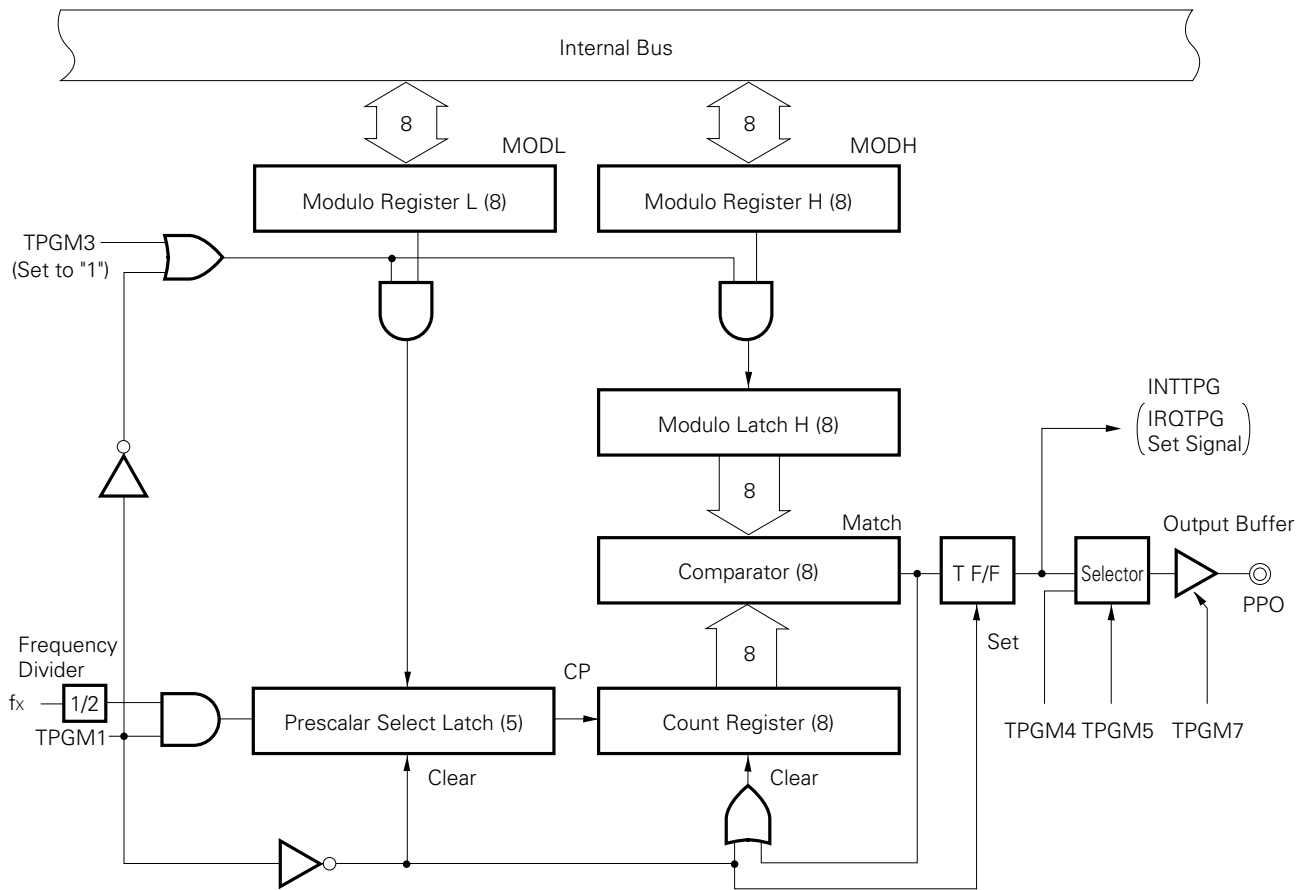 Internal Bus
8
8
MODL
MODH
Modulo Register L (8)
Modulo Register H (8)
TPGM3
(Set to "1")
Modulo Latch H (8)
INTTPG
IRQTPG
Set Signal
8
Match
Output Buffer
Comparator (8)
T F/F
Selector
PPO
Set
Frequency
Divider
8
CP
fX
1/2
Prescalar Select Latch (5)
Count Register (8)
TPGM1
TPGM4
TPGM5
TPGM7
Clear
Clear